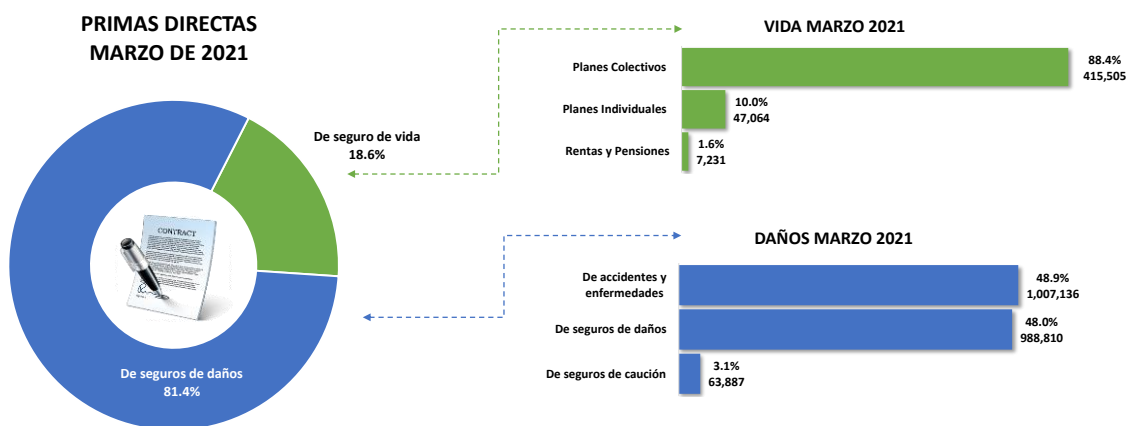 PRIMAS DIRECTAS
MARZO DE 2021
De seguro de vida
18.6%
De seguros de daños
81.4%
CONTRACT
VIDA MARZO 2021
Planes Colectivos
88.4%
415,505
Planes Individuales
10.0%
47,064
Rentas y Pensiones
1.6%
7,231
DAÑOS MARZO 2021
De accidentes y
enfermedades
48.9%
1,007,136
De seguros de daños
48.0%
988,810
De seguros de caución
3.1%
63,887